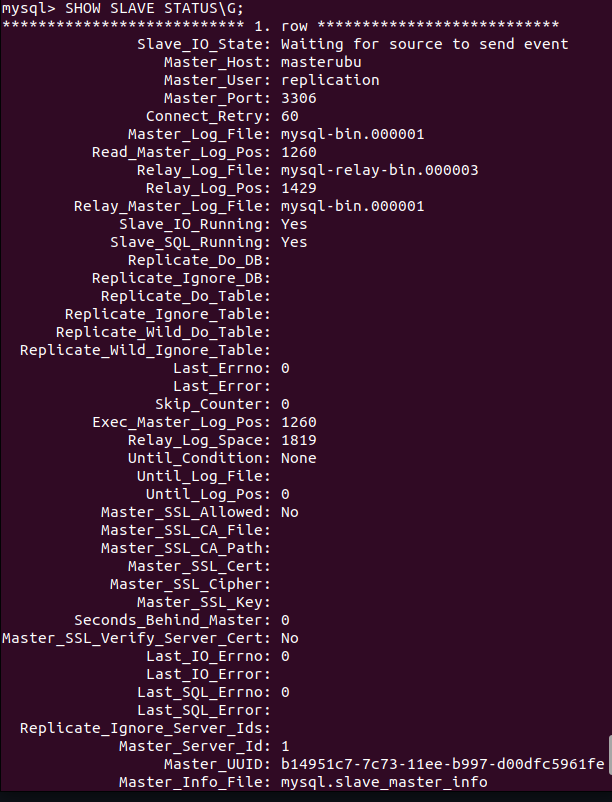 mysql> SHOW SLAVE STATUS\G;
*************************** 1. row ***************************
Slave_IO_State: Waiting for source to send event
Master_Host: masterubu
Master_User: replication
Master_Port: 3306
Connect_Retry: 60
Master_Log_File: mysql-bin.000001
Read_Master_Log_Pos: 1260
Relay_Log_File: mysql-relay-bin.000003
Relay_Log_Pos: 1429
Relay_Master_Log_File: mysql-bin.000001
Slave_IO_Running: Yes
Slave_SQL_Running: Yes
Replicate_Do_DB:
Replicate_Ignore_DB:
Replicate_Do_Table:
Replicate_Ignore_Table:
Replicate_Wild_Do_Table:
Replicate_Wild_Ignore_Table:
Last_Errno: 0
Last_Error:
Skip_Counter: 0
Exec_Master_Log_Pos: 1260
Relay_Log_Space: 1819
Until_Condition: None
Until_Log_File:
Until_Log_Pos: 0
Master_SSL_Allowed: No
Master_SSL_CA_File:
Master_SSL_CA_Path:
Master_SSL_Cert:
Master_SSL_Cipher:
Master_SSL_Key:
Seconds_Behind_Master: 0
Master_SSL_Verify_Server_Cert: No
Last_IO_Errno: 0
Last_IO_Error:
Last_SQL_Errno: 0
Last_SQL_Error:
Replicate_Ignore_Server_Ids:
Master_Server_Id: 1
Master_UUID: b14951c7-7c73-11ee-b997-d00dfc5961fe
Master_Info_File: mysql.slave_master_info